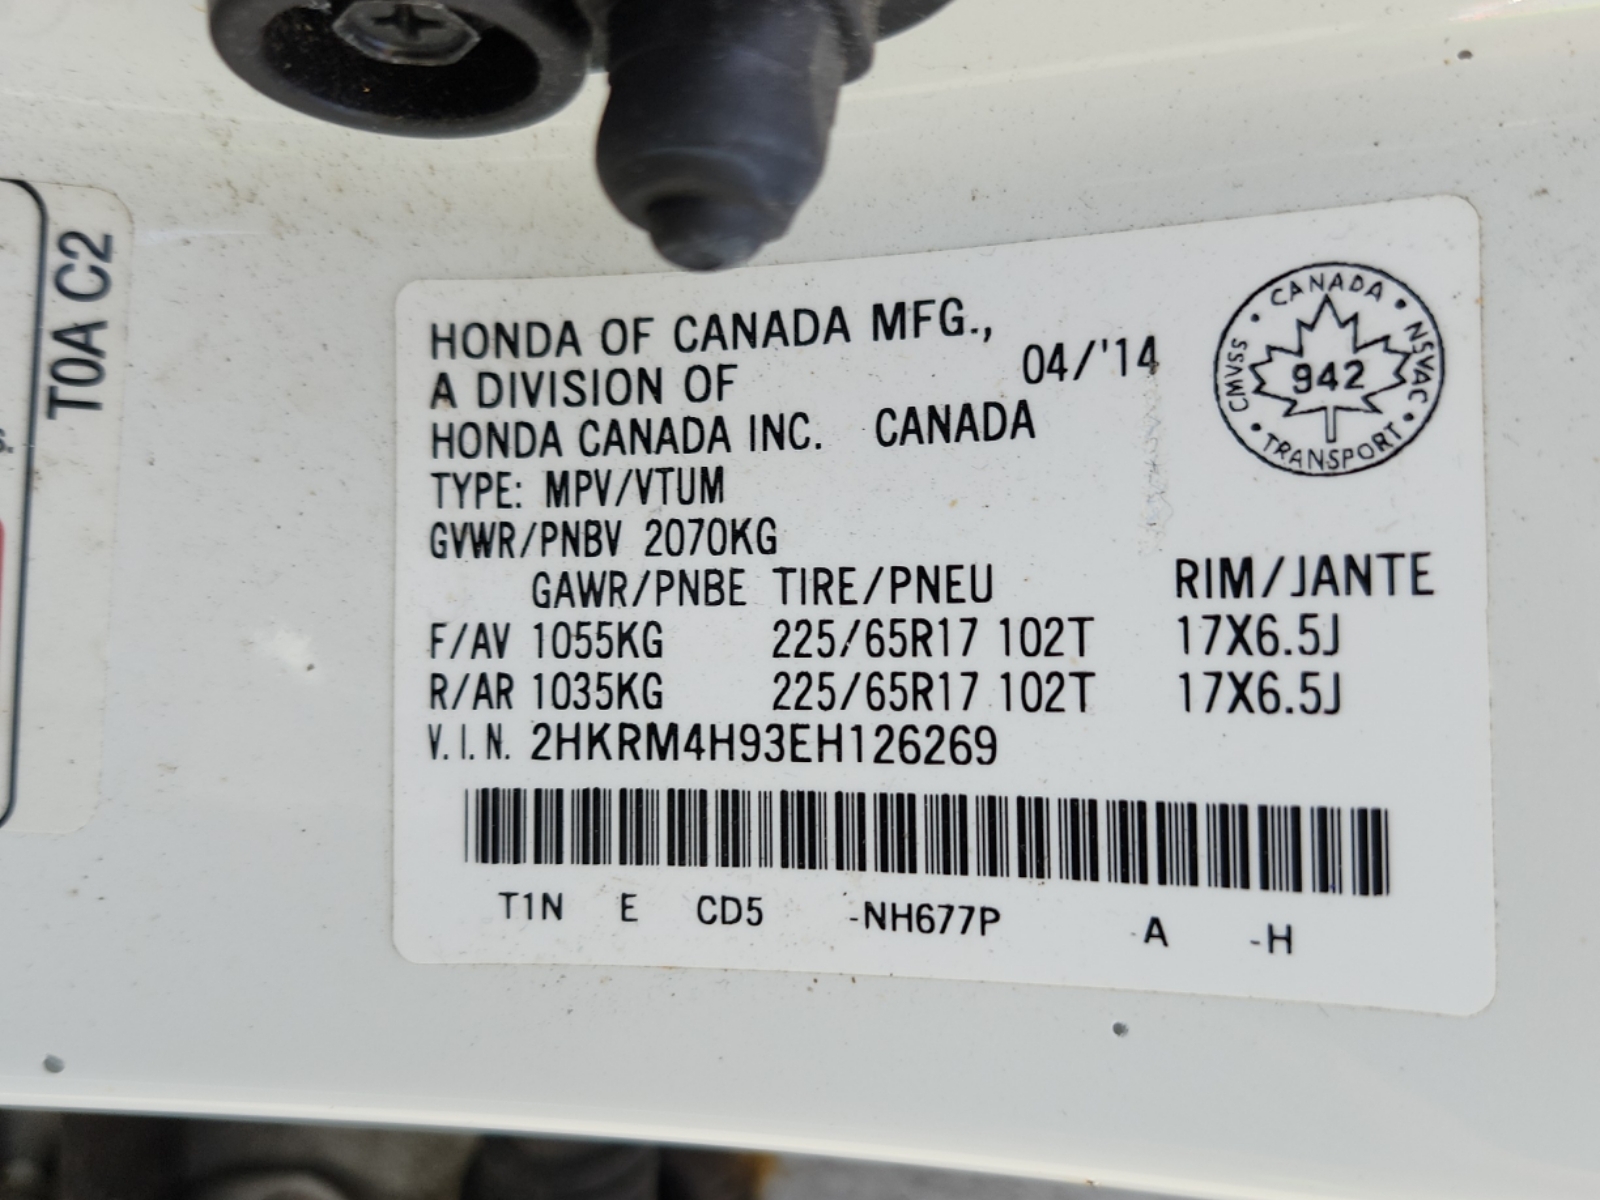 T0A C2
HONDA OF CANADA MFG.,
A DIVISION OF
04/'14
HONDA CANADA INC. CANADA
TYPE: MPV/VTUM
GVWR/PNBV 2070KG
GAWR/PNBE TIRE/PNEU RIM/JANTE
F/AV 1055KG 225/65R17 102T 17X6.5J
R/AR 1035KG 225/65R17 102T 17X6.5J
V.I.N. 2HKRM4H93EH126269
T1N E CD5 -NH677P -A -H
CANADA • NSVAC • TRANSPORT • CMVSS •
942